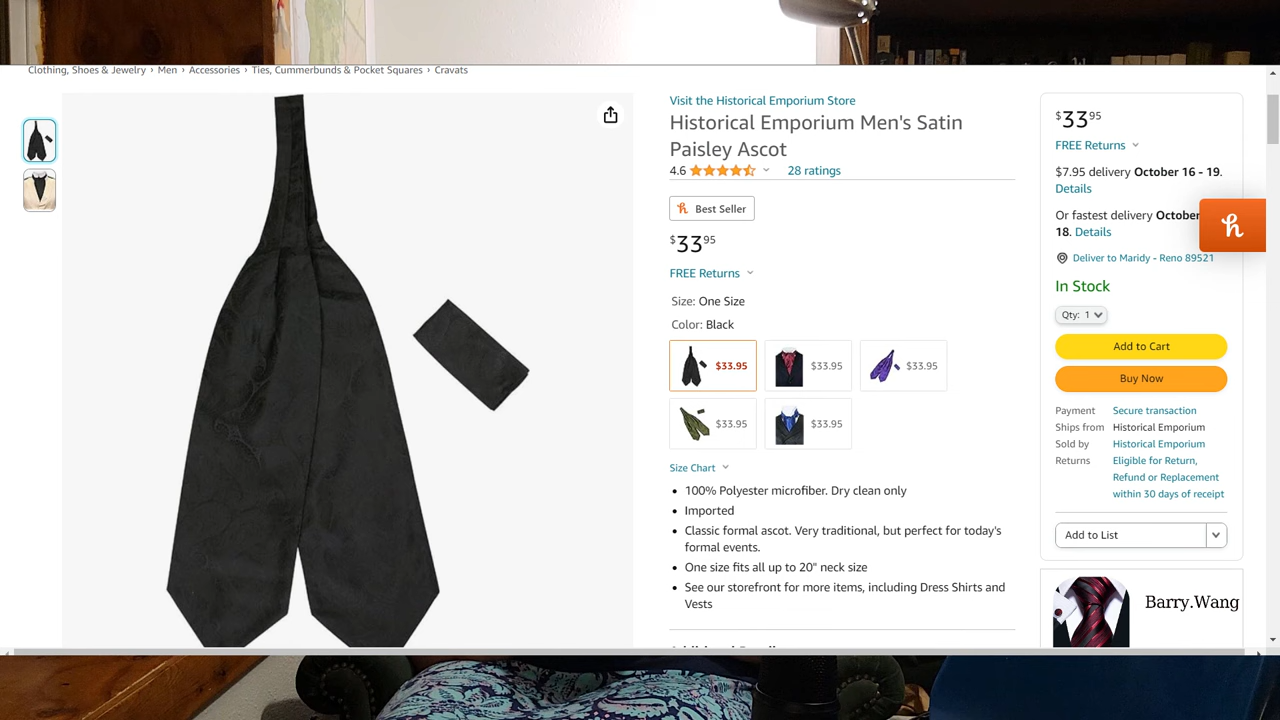 Clothing, Shoes & Jewelry › Men › Accessories › Ties, Cummerbunds & Pocket Squares › Cravats
Visit the Historical Emporium Store
Historical Emporium Men's Satin
Paisley Ascot
4.6 28 ratings
Best Seller
$33.95
FREE Returns
Size: One Size
Color: Black
$33.95 $33.95 $33.95
$33.95 $33.95
Size Chart
• 100% Polyester microfiber. Dry clean only
• Imported
• Classic formal ascot. Very traditional, but perfect for today's
formal events.
• One size fits all up to 20" neck size
• See our storefront for more items, including Dress Shirts and
Vests
$33.95
FREE Returns
$7.95 delivery October 16 - 19.
Details
Or fastest delivery October
18. Details
h
Deliver to Maridy - Reno 89521
In Stock
Qty: 1
Add to Cart
Buy Now
Payment Secure transaction
Ships from Historical Emporium
Sold by Historical Emporium
Returns Eligible for Return,
Refund or Replacement
within 30 days of receipt
Add to List
Barry.Wang